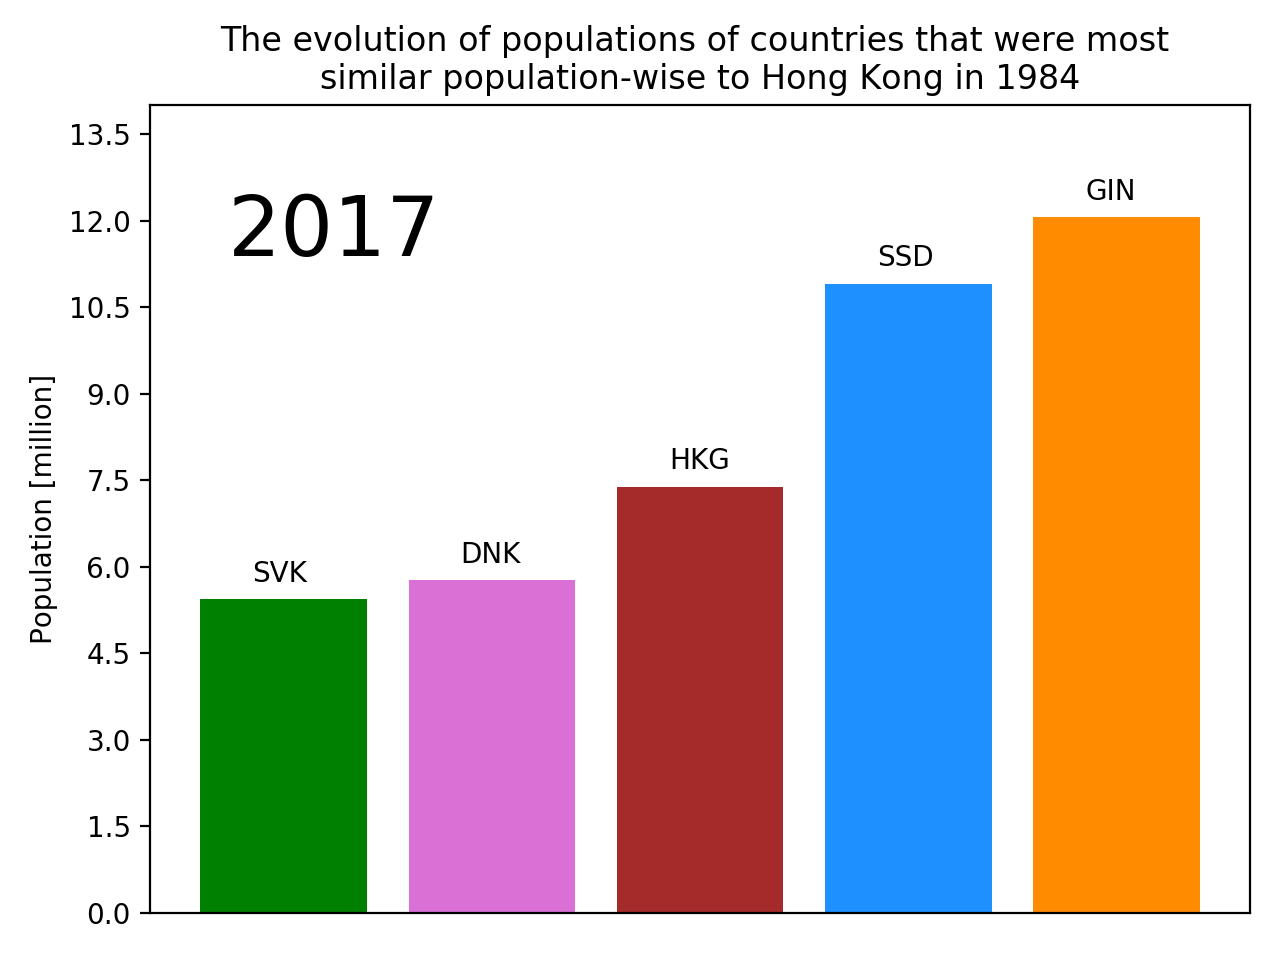 The evolution of populations of countries that were most
similar population-wise to Hong Kong in 1984
13.5
12.0
10.5
9.0
7.5
6.0
4.5
3.0
1.5
0.0
Population [million]
2017
SVK
DNK
HKG
SSD
GIN